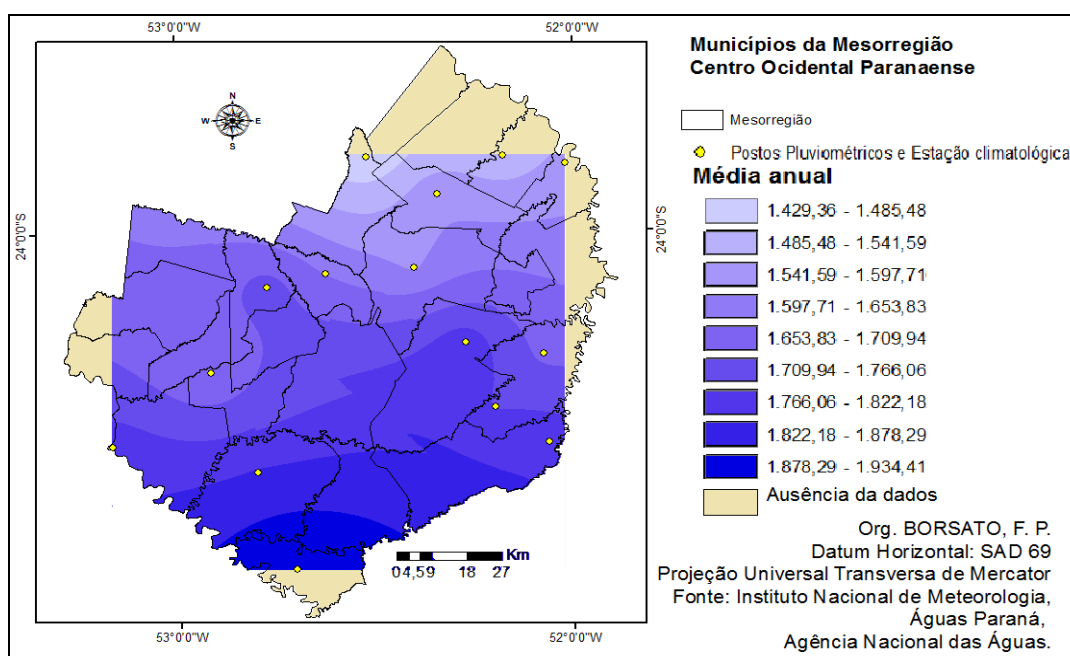 53°0'0"W
52°0'0"W
Municípios da Mesorregião
Centro Ocidental Paranaense
N
W
E
S
Mesorregião
Postos Pluviométricos e Estação climatológica
Média anual
1.429,36 - 1.485,48
1.485,48 - 1.541,59
1.541,59 - 1.597,71
1.597,71 - 1.653,83
1.653,83 - 1.709,94
1.709,94 - 1.766,06
1.766,06 - 1.822,18
1.822,18 - 1.878,29
1.878,29 - 1.934,41
Ausência da dados
24°0'0"S
24°0'0"S
Km
04,59 18 27
Org. BORSATO, F. P.
Datum Horizontal: SAD 69
Projeção Universal Transversa de Mercator
Fonte: Instituto Nacional de Meteorologia,
Águas Paraná,
Agência Nacional das Águas.
53°0'0"W
52°0'0"W